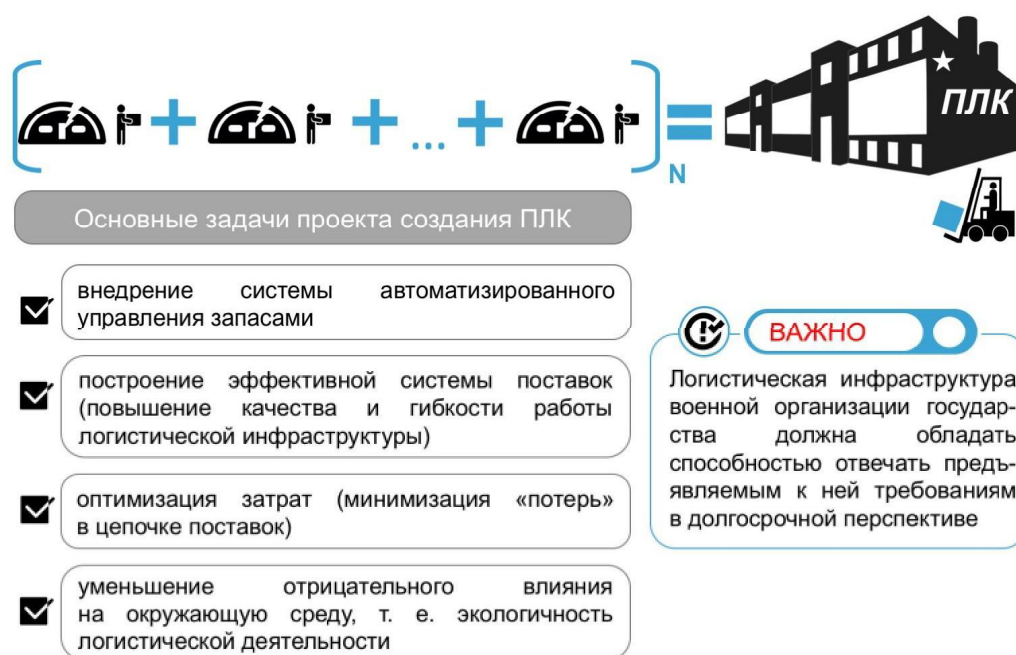 + + ... + = ПЛК
N
Основные задачи проекта создания ПЛК
внедрение системы автоматизированного
управления запасами
построение эффективной системы поставок
(повышение качества и гибкости работы
логистической инфраструктуры)
оптимизация затрат (минимизация «потерь»
в цепочке поставок)
уменьшение отрицательного влияния
на окружающую среду, т. е. экологичность
логистической деятельности
ВАЖНО
Логистическая инфраструктура
военной организации государ-
ства должна обладать
способностью отвечать предъ-
являемым к ней требованиям
в долгосрочной перспективе